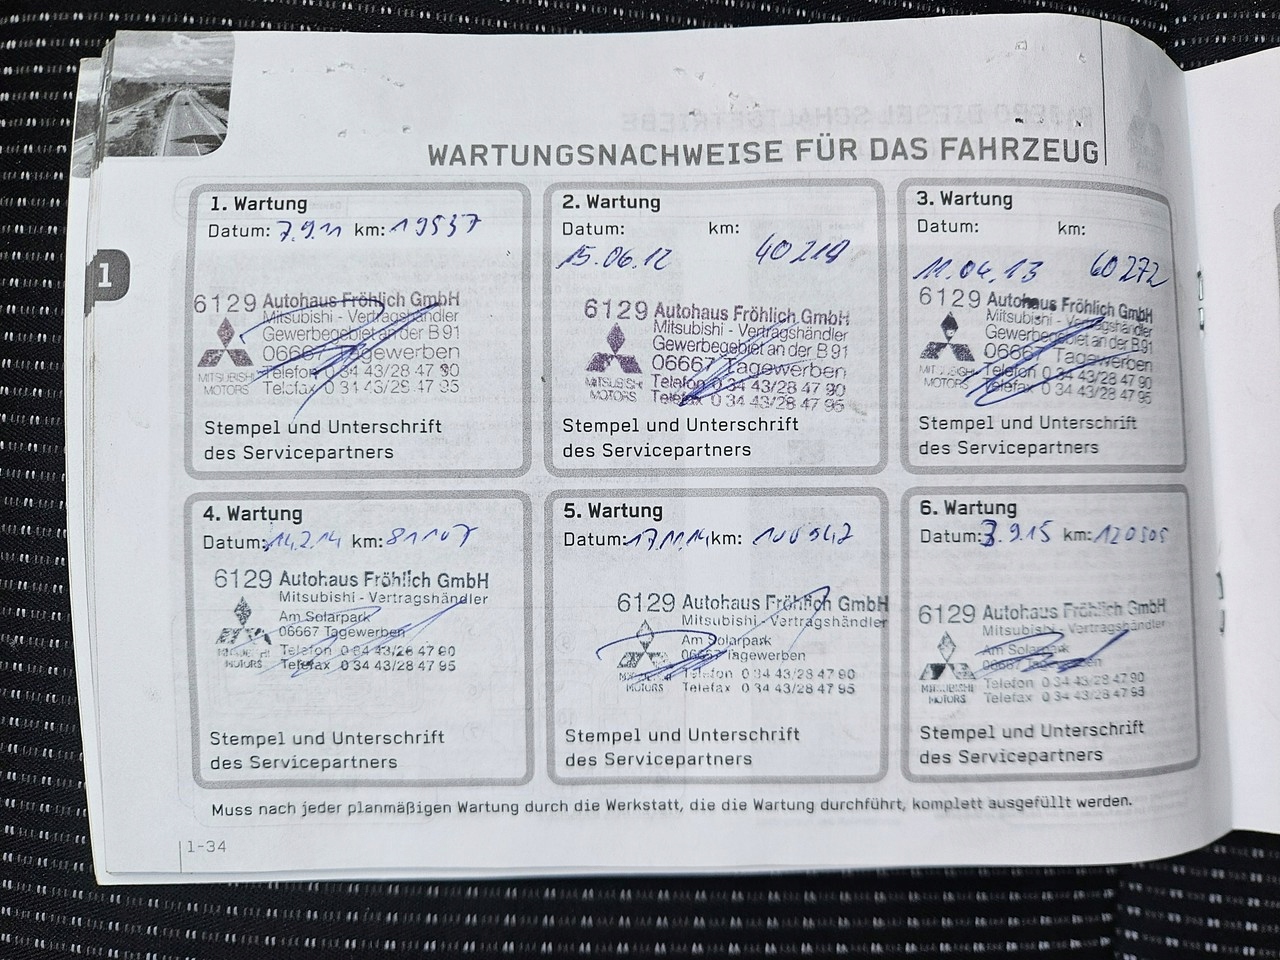 WARTUNGSNACHWEISE FÜR DAS FAHRZEUG
1
1. Wartung
Datum: 7.9.11 km: 19537
6129 Autohaus Fröhlich GmbH
Mitsubishi - Vertragshändler
Gewerbegebiet an der B 91
06667 Tagewerben
Telefon 0 34 43/28 47 90
Telefax 0 34 43/28 47 95
MITSUBISHI
MOTORS
Stempel und Unterschrift
des Servicepartners
2. Wartung
Datum: km:
15.06.12 40219
6129 Autohaus Fröhlich GmbH
Mitsubishi - Vertragshändler
Gewerbegebiet an der B 91
06667 Tagewerben
Telefon 0 34 43/28 47 90
Telefax 0 34 43/28 47 95
MITSUBISHI
MOTORS
Stempel und Unterschrift
des Servicepartners
3. Wartung
Datum: km:
11.04.13 60272
6129 Autohaus Fröhlich GmbH
Mitsubishi - Vertragshändler
Gewerbegebiet an der B 91
06667 Tagewerben
Telefon 0 34 43/28 47 90
Telefax 0 34 43/28 47 95
MITSUBISHI
MOTORS
Stempel und Unterschrift
des Servicepartners
4. Wartung
Datum: 14.2.14 km: 81107
6129 Autohaus Fröhlich GmbH
Mitsubishi - Vertragshändler
Am Solarpark
06667 Tagewerben
Telefon 0 34 43/28 47 90
Telefax 0 34 43/28 47 95
MITSUBISHI
MOTORS
Stempel und Unterschrift
des Servicepartners
5. Wartung
Datum: 17.11.14 km: 100942
6129 Autohaus Fröhlich GmbH
Mitsubishi - Vertragshändler
Am Solarpark
06667 Tagewerben
Telefon 0 34 43/28 47 90
Telefax 0 34 43/28 47 95
MITSUBISHI
MOTORS
Stempel und Unterschrift
des Servicepartners
6. Wartung
Datum: 3.9.15 km: 120505
6129 Autohaus Fröhlich GmbH
Mitsubishi - Vertragshändler
Am Solarpark
06667 Tagewerben
Telefon 0 34 43/28 47 90
Telefax 0 34 43/28 47 95
MITSUBISHI
MOTORS
Stempel und Unterschrift
des Servicepartners
Muss nach jeder planmäßigen Wartung durch die Werkstatt, die die Wartung durchführt, komplett ausgefüllt werden.
1-34